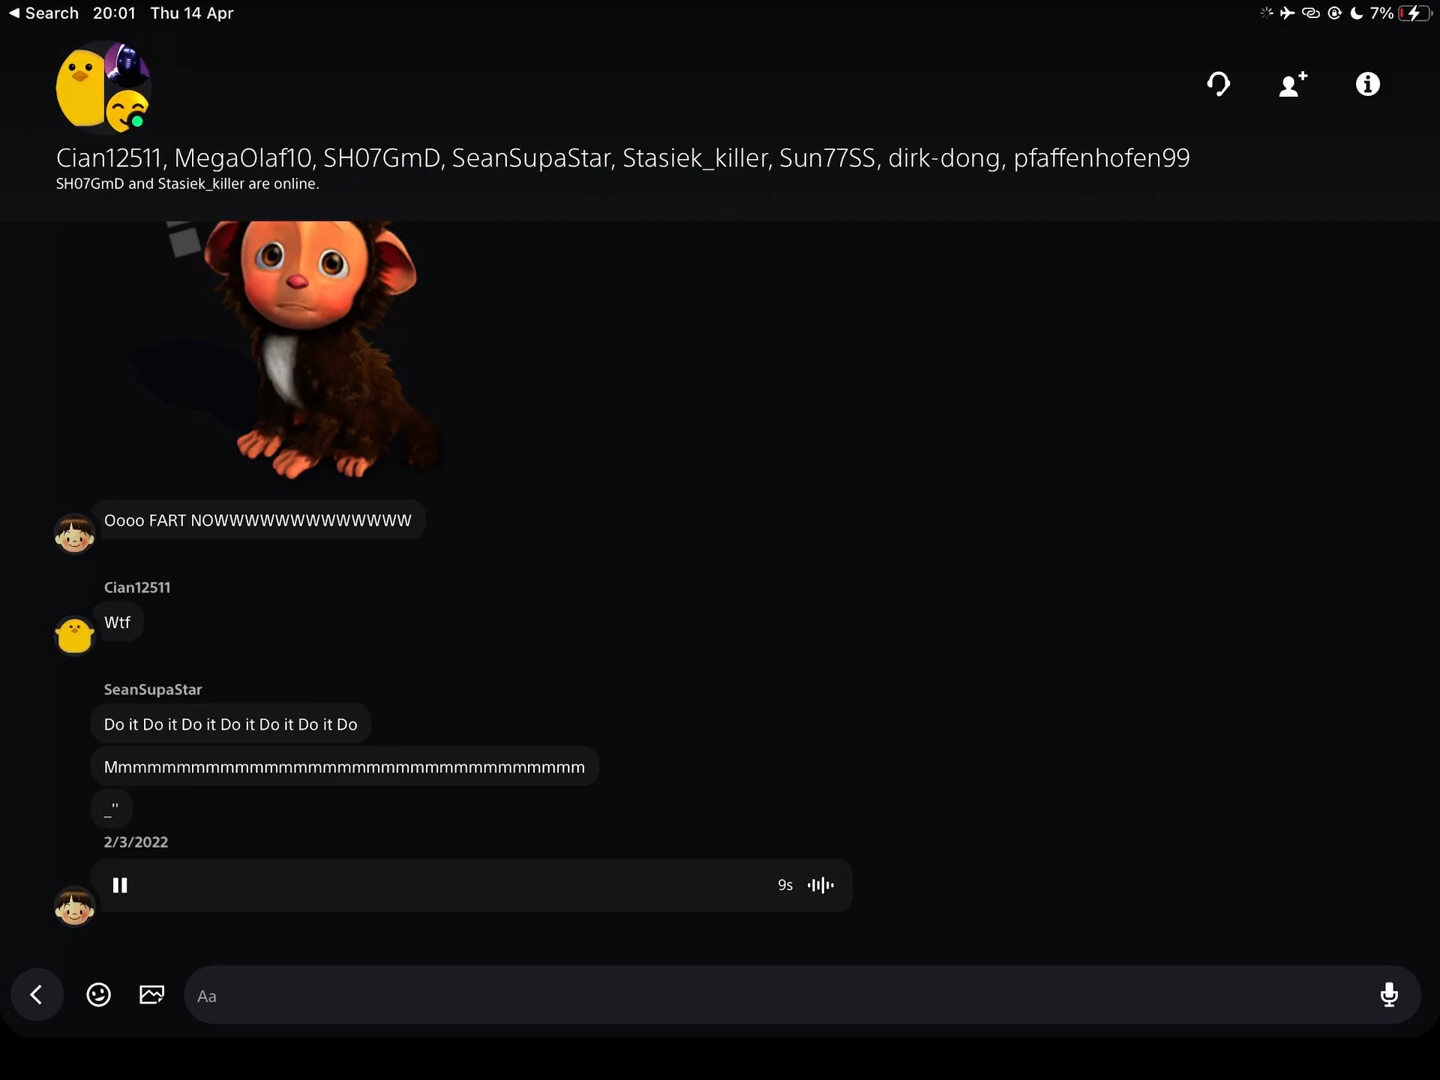 Search 20:01 Thu 14 Apr 7%
Cian12511, MegaOlaf10, SH07GmD, SeanSupaStar, Stasiek_killer, Sun77SS, dirk-dong, pfaffenhofen99
SH07GmD and Stasiek_killer are online.
Oooo FART NOWWWWWWWWWWWWW
Cian12511
Wtf
SeanSupaStar
Do it Do it Do it Do it Do it Do it Do
Mmmmmmmmmmmmmmmmmmmmmmmmmmmmmmmmm
_''
2/3/2022
9s
Aa